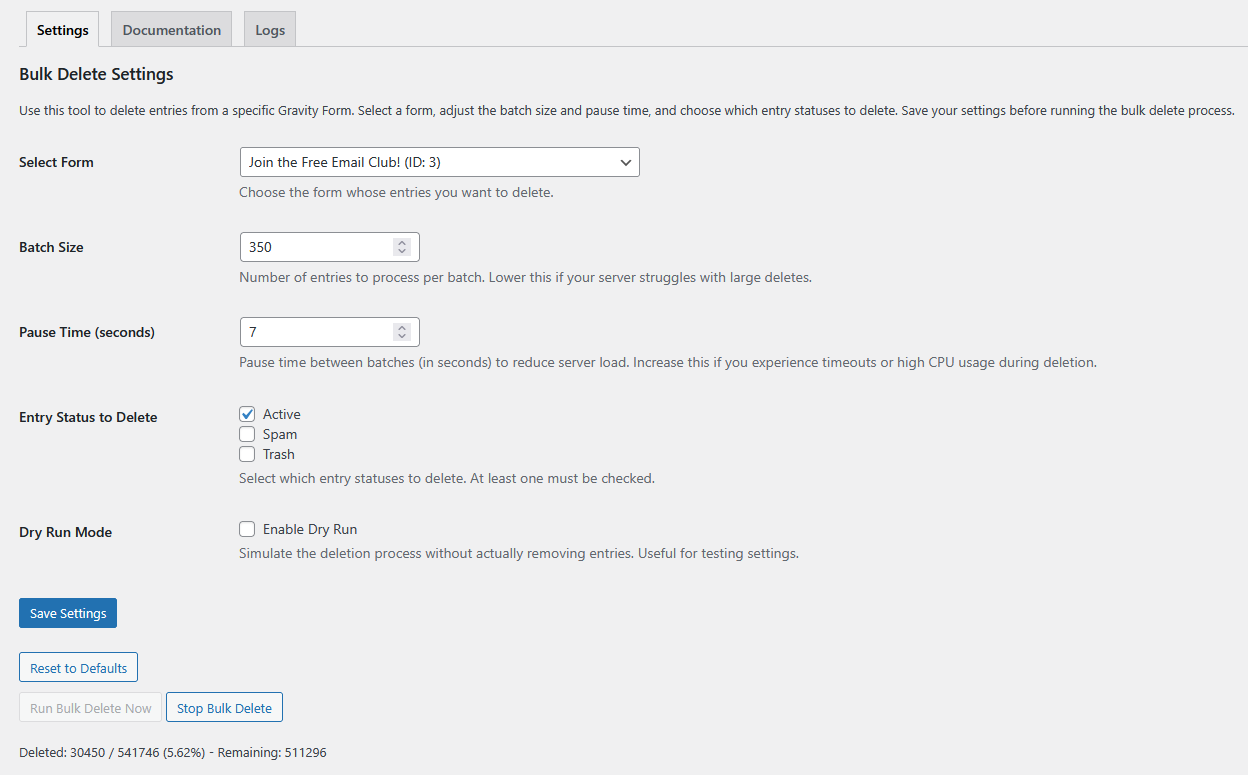 Settings
Documentation
Logs
Bulk Delete Settings
Use this tool to delete entries from a specific Gravity Form. Select a form, adjust the batch size and pause time, and choose which entry statuses to delete. Save your settings before running the bulk delete process.
Select Form
Join the Free Email Club! (ID: 3)
Choose the form whose entries you want to delete.
Batch Size
350
Number of entries to process per batch. Lower this if your server struggles with large deletes.
Pause Time (seconds)
7
Pause time between batches (in seconds) to reduce server load. Increase this if you experience timeouts or high CPU usage during deletion.
Entry Status to Delete
Active
Spam
Trash
Select which entry statuses to delete. At least one must be checked.
Dry Run Mode
Enable Dry Run
Simulate the deletion process without actually removing entries. Useful for testing settings.
Save Settings
Reset to Defaults
Run Bulk Delete Now
Stop Bulk Delete
Deleted: 30450 / 541746 (5.62%) - Remaining: 511296